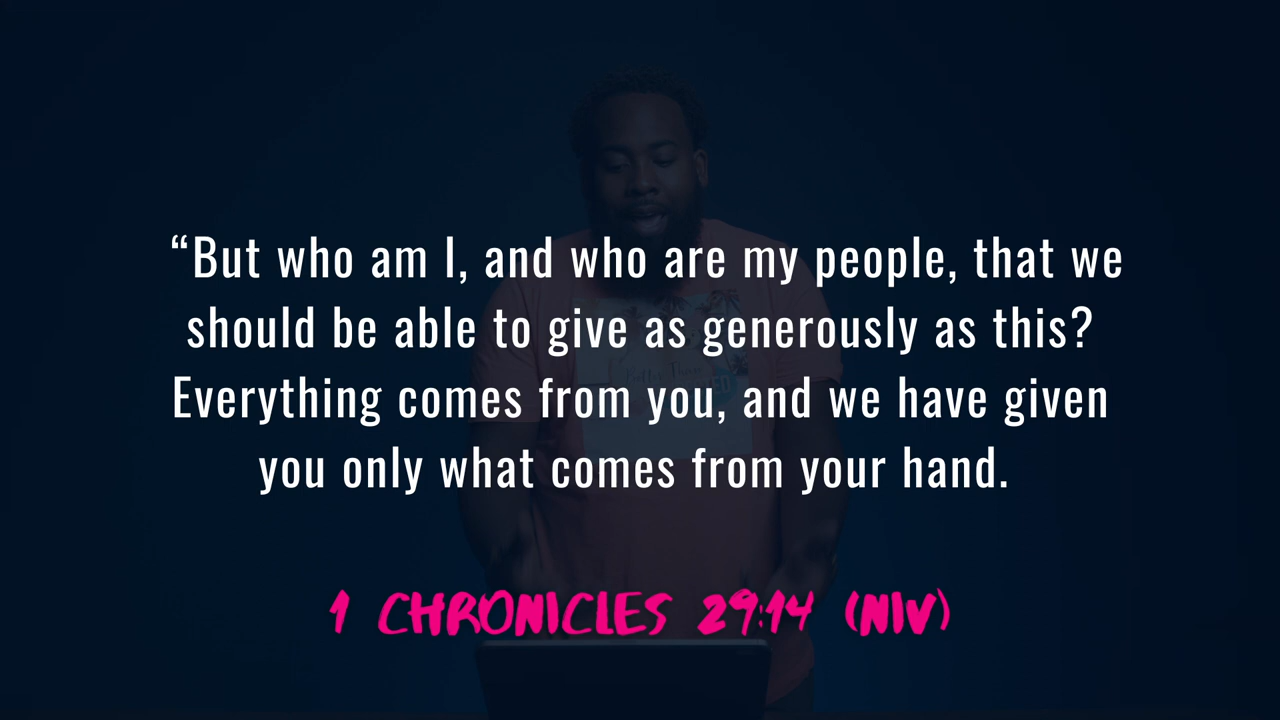 “But who am I, and who are my people, that we
should be able to give as generously as this?
Everything comes from you, and we have given
you only what comes from your hand.
1 CHRONICLES 29:14 (NIV)
Better Than